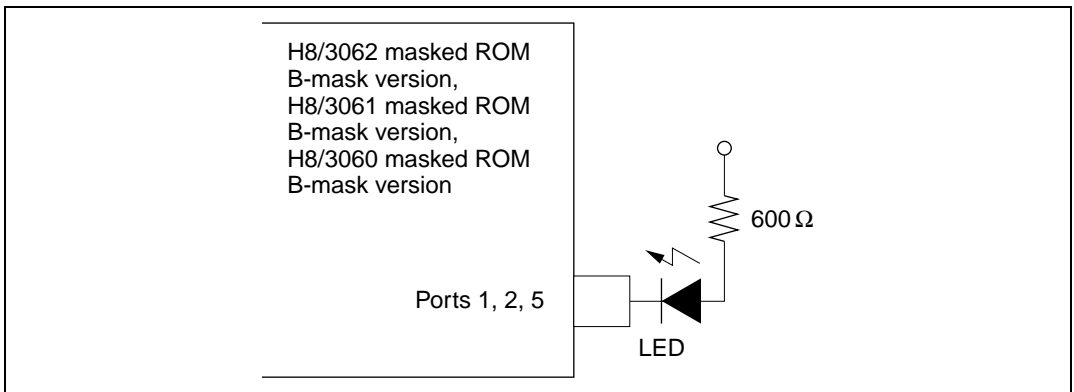 H8/3062 masked ROM
B-mask version,
H8/3061 masked ROM
B-mask version,
H8/3060 masked ROM
B-mask version
600 Ω
Ports 1, 2, 5
LED